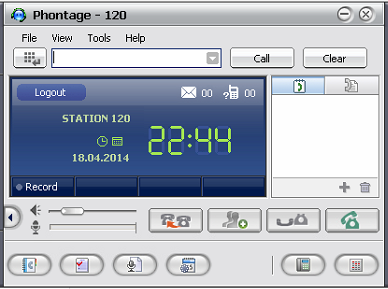 Phontage - 120
File View Tools Help
Call Clear
Logout 00 00
STATION 120
22:44
18.04.2014
Record